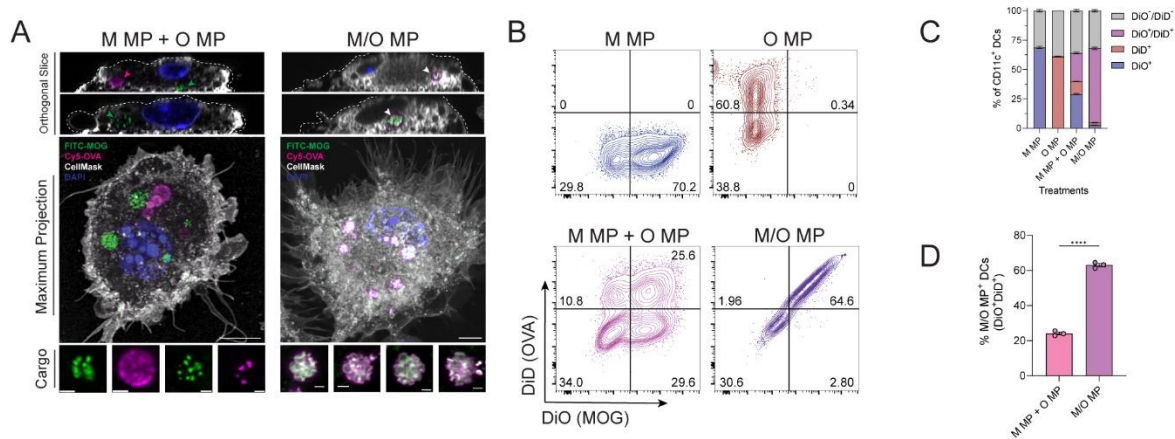 A
M MP + O MP
M/O MP
Orthogonal Slice
FITC-MOG
Cy5-OVA
CellMask
DAPI
FITC-MOG
Cy5-OVA
CellMask
DAPI
Maximum Projection
Cargo
B
M MP
O MP
0
0
29.8
70.2
60.8
0.34
38.8
0
M MP + O MP
M/O MP
10.8
25.6
34.0
29.6
1.96
64.6
30.6
2.80
DiD (OVA)
DiO (MOG)
C
% of CD11c⁺ DCs
100
75
50
25
0
M MP
O MP
M MP + O MP
M/O MP
Treatments
DiO⁻/DiD⁻
DiO⁺/DiD⁺
DiD⁺
DiO⁺
D
% M/O MP⁺ DCs
(DiO⁺DiD⁺)
80
60
40
20
0
****
M MP + O MP
M/O MP